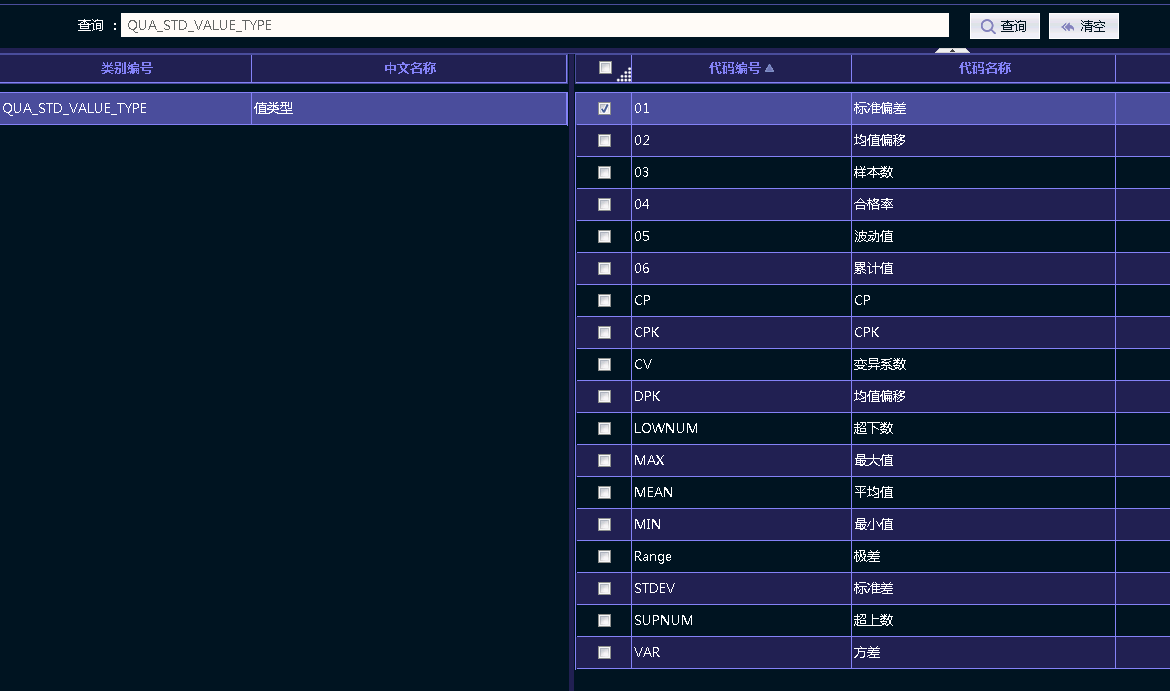 查询 : QUA_STD_VALUE_TYPE 查询 清空
类别编号 中文名称 代码编号 代码名称
QUA_STD_VALUE_TYPE 值类型 01 标准偏差
02 均值偏移
03 样本数
04 合格率
05 波动值
06 累计值
CP CP
CPK CPK
CV 变异系数
DPK 均值偏移
LOWNUM 超下数
MAX 最大值
MEAN 平均值
MIN 最小值
Range 极差
STDEV 标准差
SUPNUM 超上数
VAR 方差